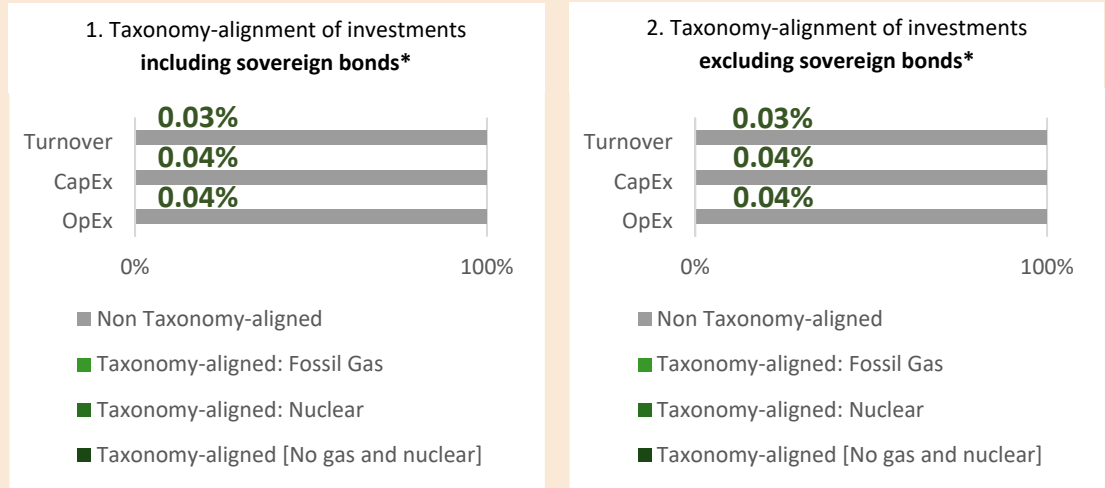 1. Taxonomy-alignment of investments
including sovereign bonds*
0.03%
Turnover
0.04%
CapEx
0.04%
OpEx
0%
100%
Non Taxonomy-aligned
Taxonomy-aligned: Fossil Gas
Taxonomy-aligned: Nuclear
Taxonomy-aligned [No gas and nuclear]
2. Taxonomy-alignment of investments
excluding sovereign bonds*
0.03%
Turnover
0.04%
CapEx
0.04%
OpEx
0%
100%
Non Taxonomy-aligned
Taxonomy-aligned: Fossil Gas
Taxonomy-aligned: Nuclear
Taxonomy-aligned [No gas and nuclear]